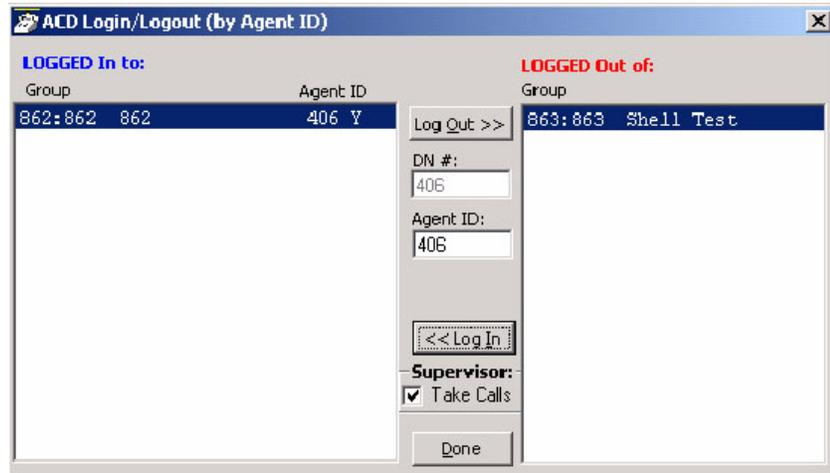 ACD Login/Logout (by Agent ID)
LOGGED In to:
Group Agent ID
862:862 862 406 Y
Log Out >>
DN #:
406
Agent ID:
406
<< Log In
Supervisor:
Take Calls
Done
LOGGED Out of:
Group
863:863 Shell Test